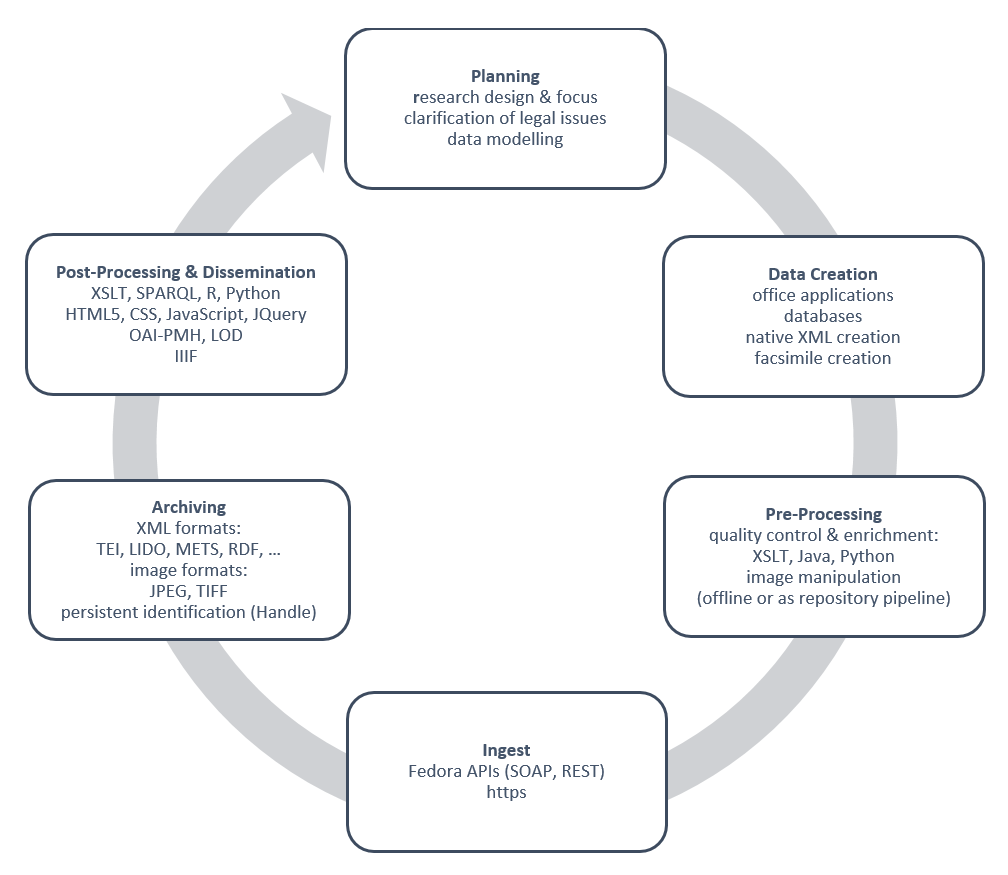 Planning
research design & focus
clarification of legal issues
data modelling
Data Creation
office applications
databases
native XML creation
facsimile creation
Pre-Processing
quality control & enrichment:
XSLT, Java, Python
image manipulation
(offline or as repository pipeline)
Ingest
Fedora APIs (SOAP, REST)
https
Archiving
XML formats:
TEI, LIDO, METS, RDF, ...
image formats:
JPEG, TIFF
persistent identification (Handle)
Post-Processing & Dissemination
XSLT, SPARQL, R, Python
HTML5, CSS, JavaScript, JQuery
OAI-PMH, LOD
IIIF